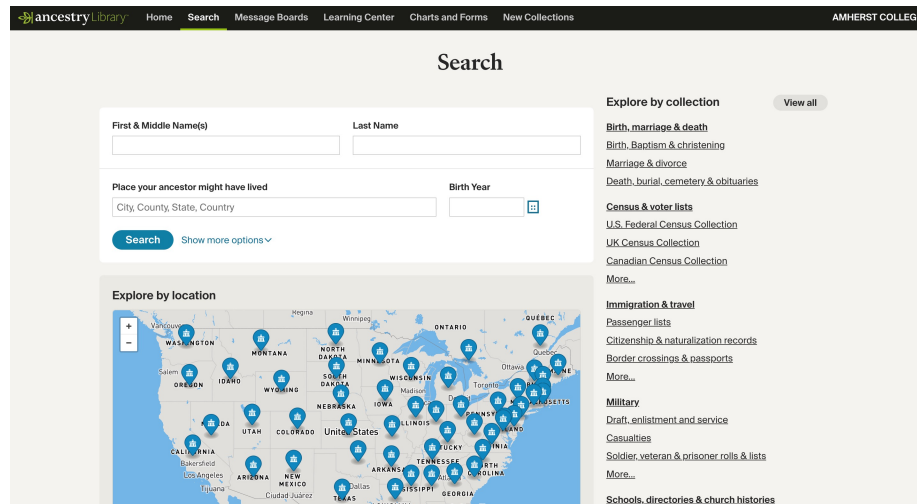 ancestryLibrary
Home
Search
Message Boards
Learning Center
Charts and Forms
New Collections
AMHERST COLLEG
Search
First & Middle Name(s)
Last Name
Place your ancestor might have lived
Birth Year
City, County, State, Country
Search
Show more options
Explore by location
+
−
Regina
Winnipeg
ONTARIO
QUÉBEC
Vancouver
WASHINGTON
MONTANA
NORTH
DAKOTA
MINNESOTA
Quebec
Salem
OREGON
IDAHO
WYOMING
SOUTH
DAKOTA
WISCONSIN
Ottawa
MAINE
Madison
Toronto
NEBRASKA
IOWA
UTAH
COLORADO
United States
ILLINOIS
CALIFORNIA
Bakersfield
Los Angeles
Tijuana
ARIZONA
NEW
MEXICO
Ciudad Juárez
Dallas
TEXAS
TENNESSEE
GEORGIA
Explore by collection
View all
Birth, marriage & death
Birth, Baptism & christening
Marriage & divorce
Death, burial, cemetery & obituaries
Census & voter lists
U.S. Federal Census Collection
UK Census Collection
Canadian Census Collection
More...
Immigration & travel
Passenger lists
Citizenship & naturalization records
Border crossings & passports
More...
Military
Draft, enlistment and service
Casualties
Soldier, veteran & prisoner rolls & lists
More...
Schools, directories & church histories